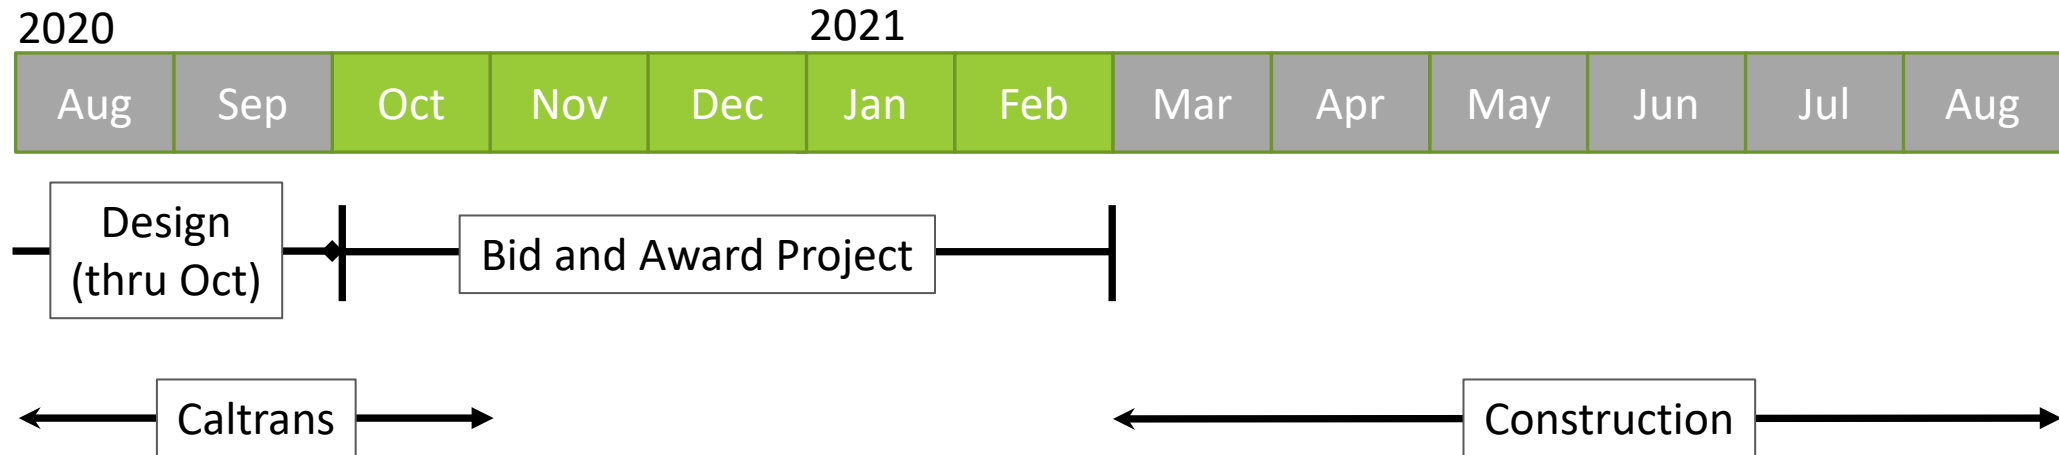 2020 2021
Aug Sep Oct Nov Dec Jan Feb Mar Apr May Jun Jul Aug
Design
(thru Oct)
Bid and Award Project
Caltrans
Construction